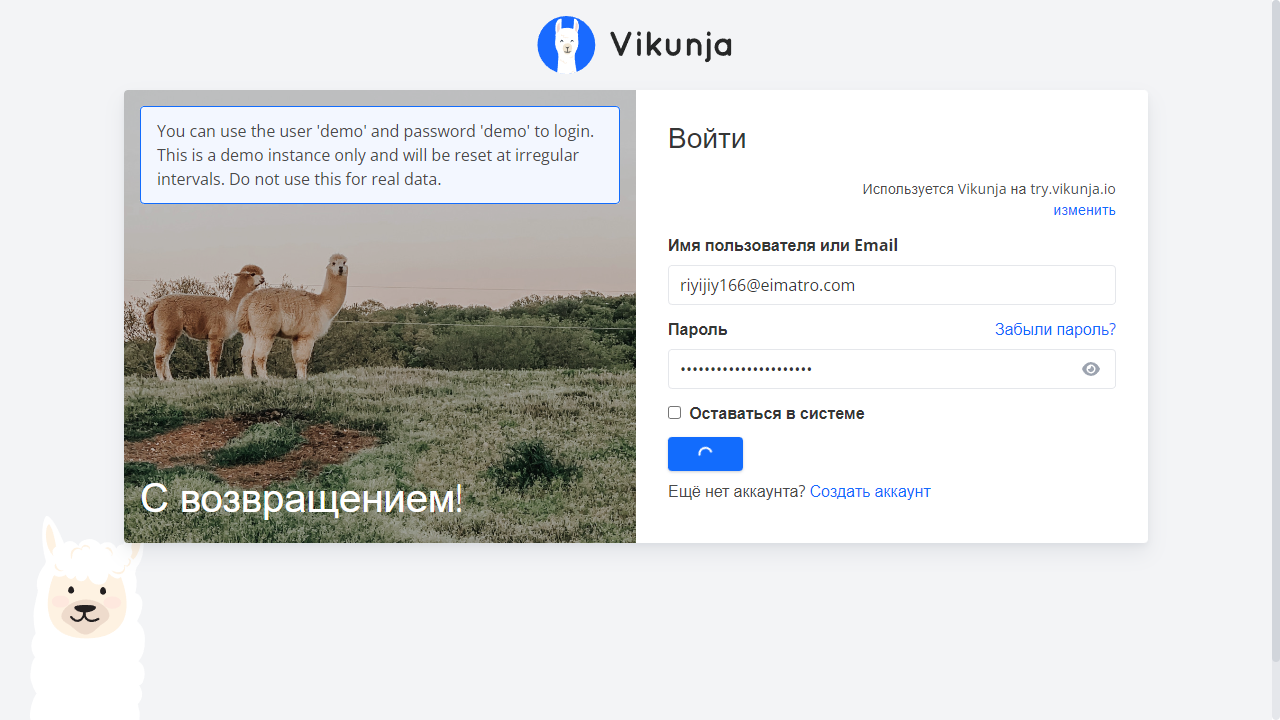 Vikunja
You can use the user 'demo' and password 'demo' to login.
This is a demo instance only and will be reset at irregular
intervals. Do not use this for real data.
С возвращением!
Войти
Используется Vikunja на try.vikunja.io
изменить
Имя пользователя или Email
riyijiy166@eimatro.com
Пароль
Забыли пароль?
••••••••••••••••••••••
Оставаться в системе
Ещё нет аккаунта? Создать аккаунт